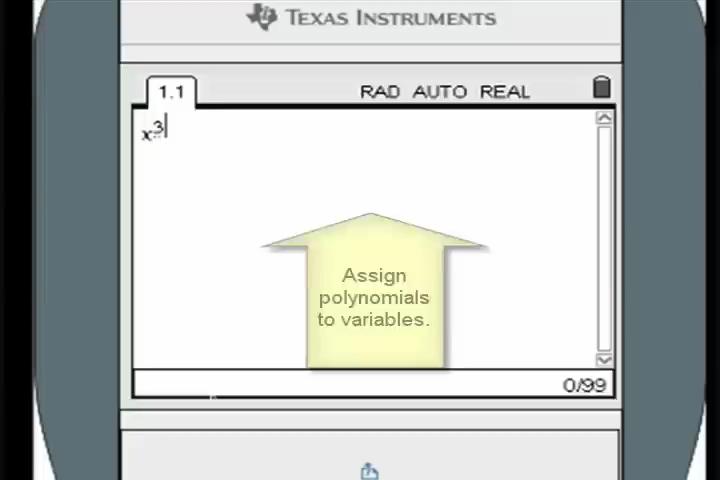 TEXAS INSTRUMENTS
1.1 RAD AUTO REAL
x³
Assign
polynomials
to variables.
0/99